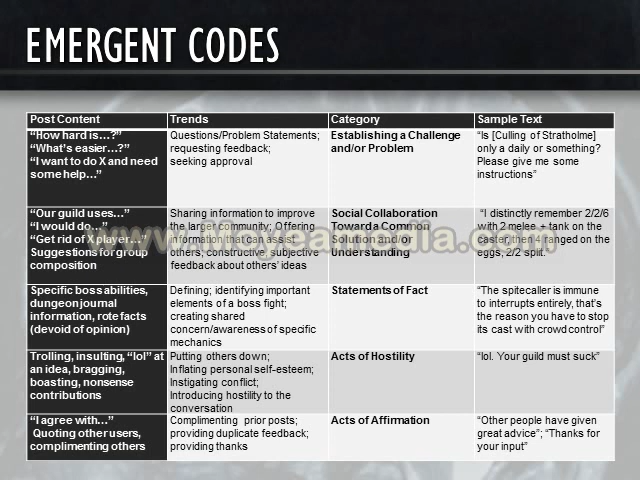 EMERGENT CODES
Post Content Trends Category Sample Text
“How hard is…?”
“What’s easier…?”
“I want to do X and need
some help…”
Questions/Problem Statements;
requesting feedback;
seeking approval
Establishing a Challenge
and/or Problem
“Is [Culling of Stratholme]
only a daily or something?
Please give me some
instructions”
“Our guild uses…”
“I would do…”
“Get rid of X player…”
Suggestions for group
composition
Sharing information to improve
the larger community; Offering
information that can assist
others; constructive, subjective
feedback about others’ ideas
Social Collaboration
Toward a Common
Solution and/or
Understanding
“I distinctly remember 2/2/6
with 2 melee + tank on the
caster, then 4 ranged on the
eggs, 2/2 split.”
www.Moyeamedia.com
Specific boss abilities,
dungeon journal
information, rote facts
(devoid of opinion)
Defining; identifying important
elements of a boss fight;
creating shared
concern/awareness of specific
mechanics
Statements of Fact
“The spitecaller is immune
to interrupts entirely, that’s
the reason you have to stop
its cast with crowd control”
Trolling, insulting, “lol” at
an idea, bragging,
boasting, nonsense
contributions
Putting others down;
Inflating personal self-esteem;
Instigating conflict;
Introducing hostility to the
conversation
Acts of Hostility
“lol. Your guild must suck”
“I agree with…”
Quoting other users,
complimenting others
Complimenting prior posts;
providing duplicate feedback;
providing thanks
Acts of Affirmation
“Other people have given
great advice”; “Thanks for
your input”